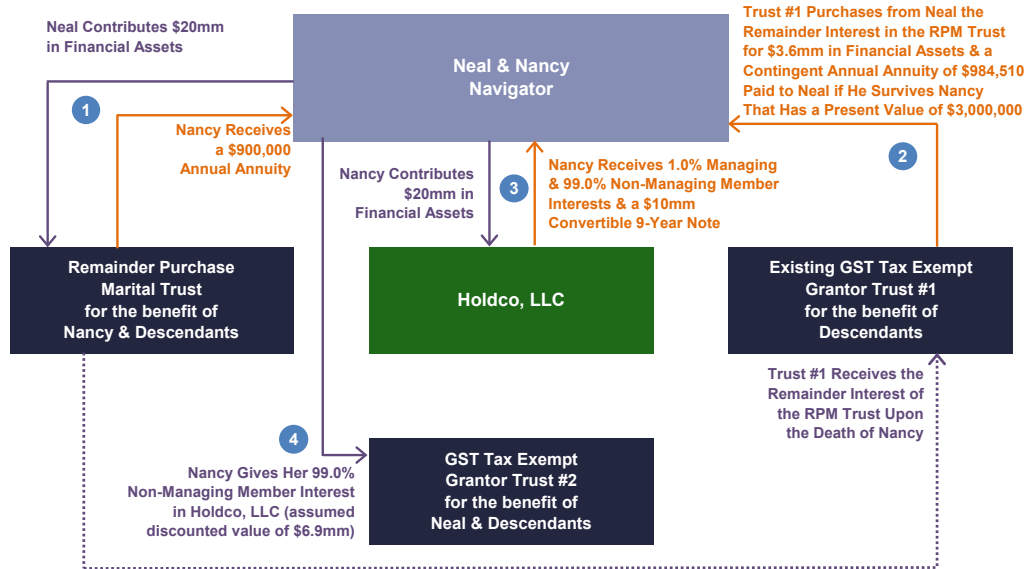 Neal Contributes $20mm
in Financial Assets
Neal & Nancy
Navigator
Trust #1 Purchases from Neal the
Remainder Interest in the RPM Trust
for $3.6mm in Financial Assets & a
Contingent Annual Annuity of $984,510
Paid to Neal if He Survives Nancy
That Has a Present Value of $3,000,000
1
Nancy Receives
a $900,000
Annual Annuity
Nancy Contributes
$20mm in
Financial Assets
3
Nancy Receives 1.0% Managing
& 99.0% Non-Managing Member
Interests & a $10mm
Convertible 9-Year Note
2
Remainder Purchase
Marital Trust
for the benefit of
Nancy & Descendants
Holdco, LLC
Existing GST Tax Exempt
Grantor Trust #1
for the benefit of
Descendants
Trust #1 Receives the
Remainder Interest of
the RPM Trust Upon
the Death of Nancy
4
Nancy Gives Her 99.0%
Non-Managing Member Interest
in Holdco, LLC (assumed
discounted value of $6.9mm)
GST Tax Exempt
Grantor Trust #2
for the benefit of
Neal & Descendants